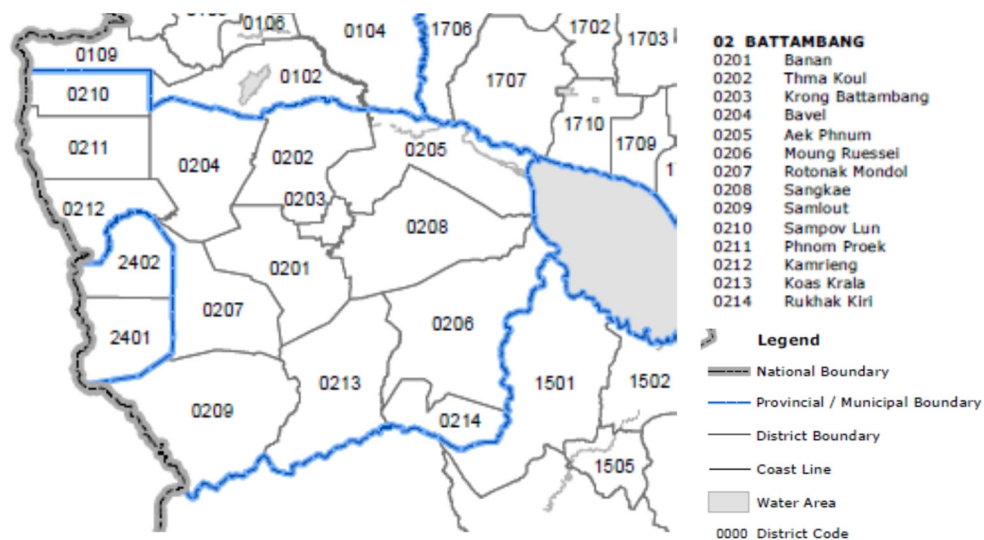 0106
0104
1706
1702
1703
0109
0102
1707
0210
1710
1709
0211
0204
0202
0205
0212
0203
0208
2402
0201
0207
0206
2401
0213
1501
1502
0209
0214
1505
02 BATTAMBANG
0201 Banan
0202 Thma Koul
0203 Krong Battambang
0204 Bavel
0205 Aek Phnum
0206 Moung Ruessei
0207 Rotonak Mondol
0208 Sangkae
0209 Samlout
0210 Sampov Lun
0211 Phnom Proek
0212 Kamrieng
0213 Koas Krala
0214 Rukhak Kiri
Legend
National Boundary
Provincial / Municipal Boundary
District Boundary
Coast Line
Water Area
0000 District Code